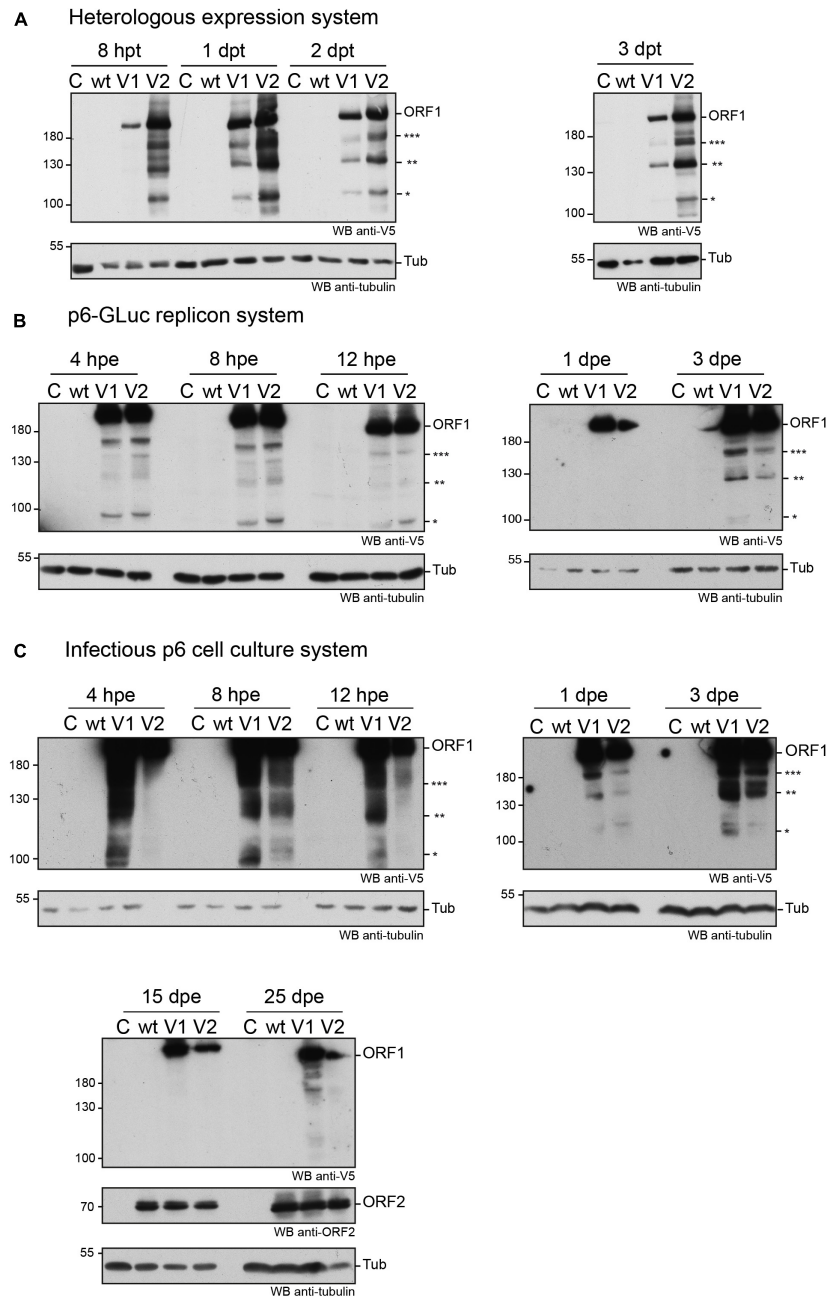 A Heterologous expression system
8 hpt 1 dpt 2 dpt 3 dpt
C wt V1 V2 C wt V1 V2 C wt V1 V2 C wt V1 V2
ORF1 ORF1
180 *** 180 ***
130 ** 130 **
100 * 100 *
WB anti-V5 WB anti-V5
55 Tub 55 Tub
WB anti-tubulin WB anti-tubulin
B p6-GLuc replicon system
4 hpe 8 hpe 12 hpe 1 dpe 3 dpe
C wt V1 V2 C wt V1 V2 C wt V1 V2 C wt V1 V2 C wt V1 V2
180 ORF1 180 ORF1
130 *** 130 ***
** **
100 * 100 *
WB anti-V5 WB anti-V5
55 Tub 55 Tub
WB anti-tubulin WB anti-tubulin
C Infectious p6 cell culture system
4 hpe 8 hpe 12 hpe 1 dpe 3 dpe
C wt V1 V2 C wt V1 V2 C wt V1 V2 C wt V1 V2 C wt V1 V2
ORF1 ORF1
180 *** 180 ***
130 ** 130 **
100 * 100 *
WB anti-V5 WB anti-V5
55 Tub 55 Tub
WB anti-tubulin WB anti-tubulin
15 dpe 25 dpe
C wt V1 V2 C wt V1 V2
ORF1
180
130
100
WB anti-V5
70 ORF2
WB anti-ORF2
55 Tub
WB anti-tubulin